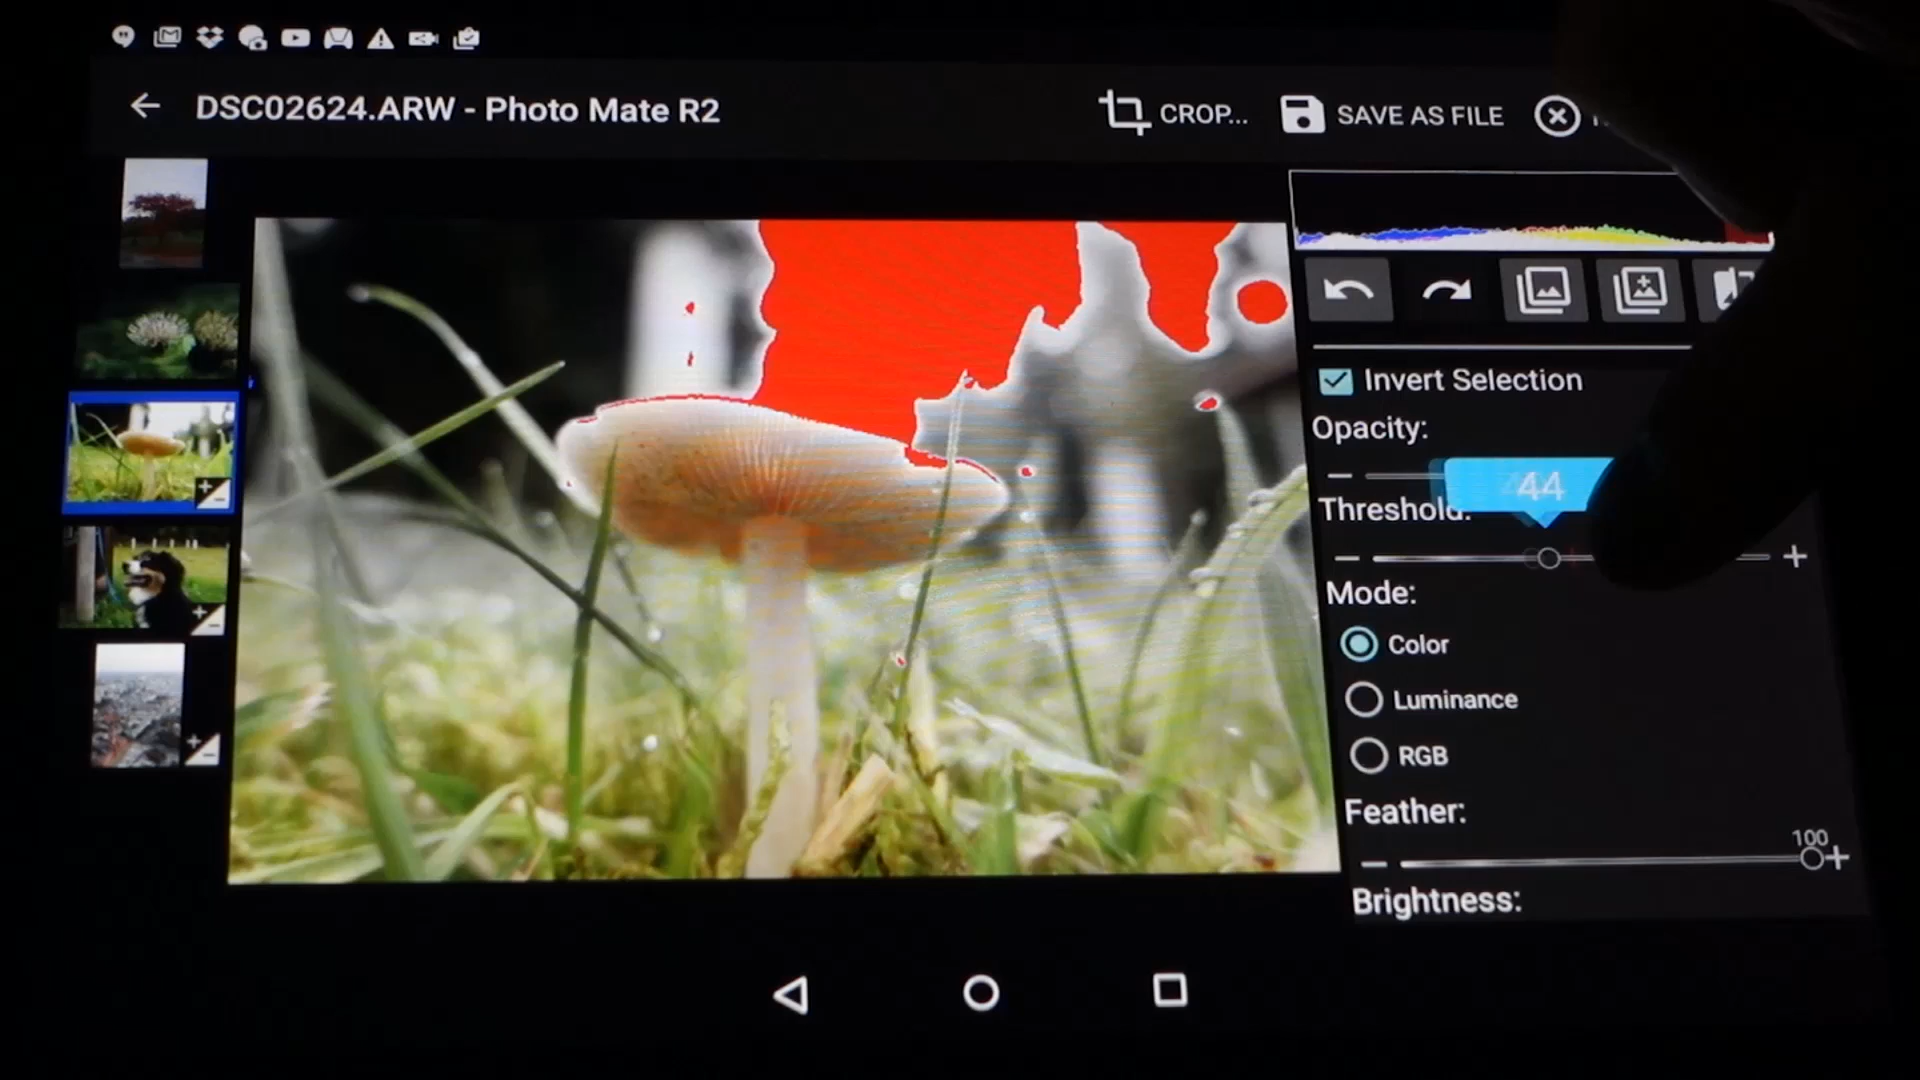 DSC02624.ARW - Photo Mate R2
CROP...
SAVE AS FILE
Invert Selection
Opacity:
44
Threshold:
Mode:
Color
Luminance
RGB
Feather:
100
Brightness: